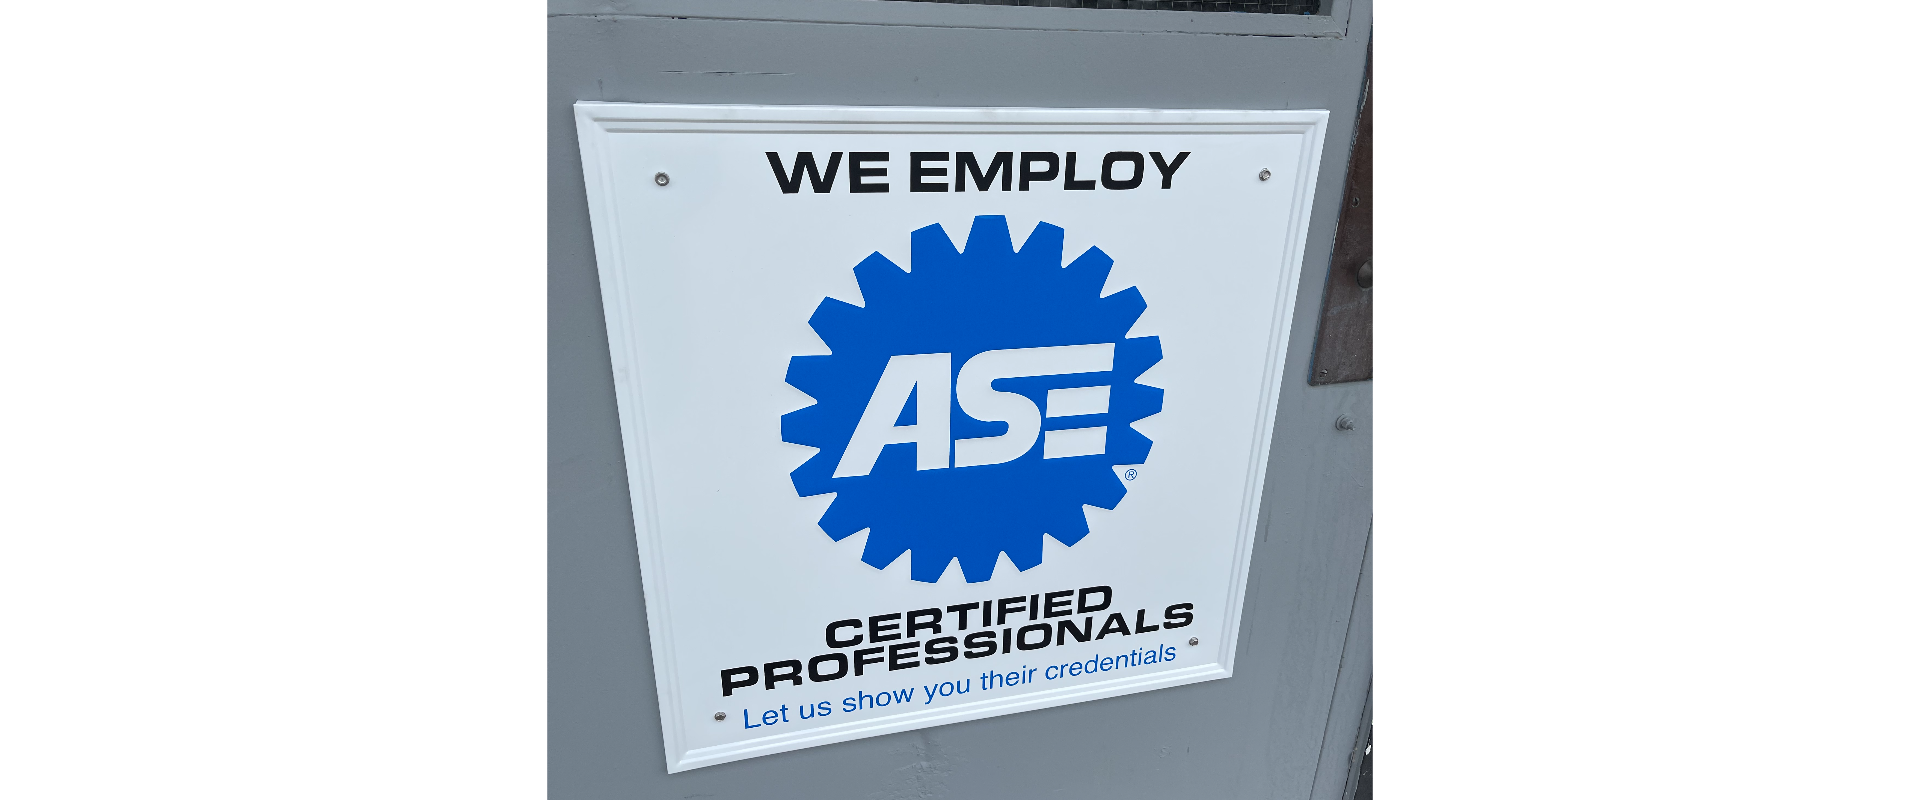 WE EMPLOY
ASE®
CERTIFIED
PROFESSIONALS
Let us show you their credentials